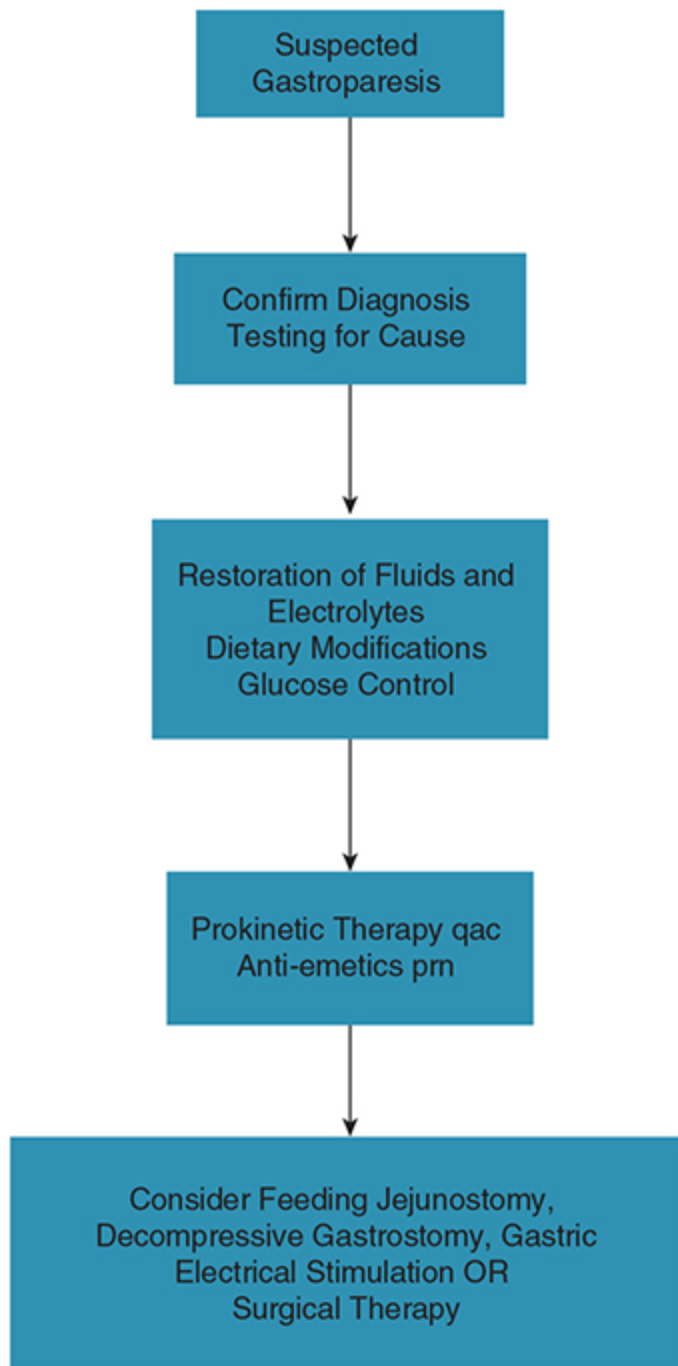 Suspected
Gastroparesis
Confirm Diagnosis
Testing for Cause
Restoration of Fluids and
Electrolytes
Dietary Modifications
Glucose Control
Prokinetic Therapy qac
Anti-emetics prn
Consider Feeding Jejunostomy,
Decompressive Gastrostomy, Gastric
Electrical Stimulation OR
Surgical Therapy